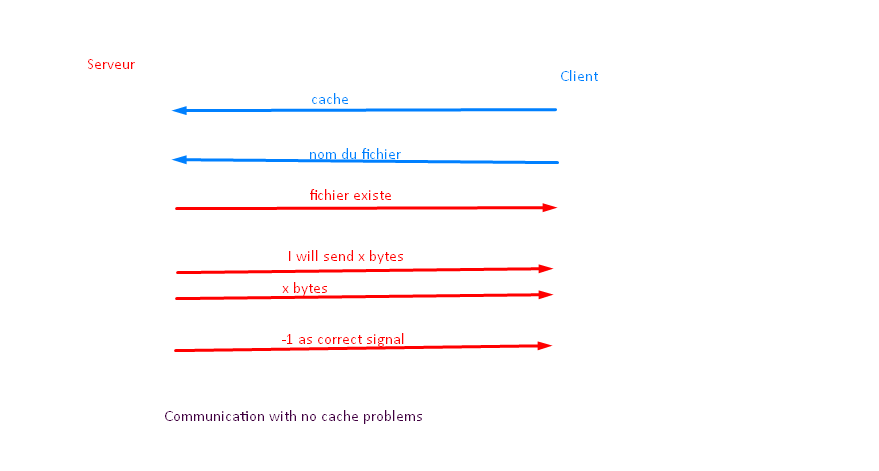 Serveur
Client
cache
nom du fichier
fichier existe
I will send x bytes
x bytes
-1 as correct signal
Communication with no cache problems